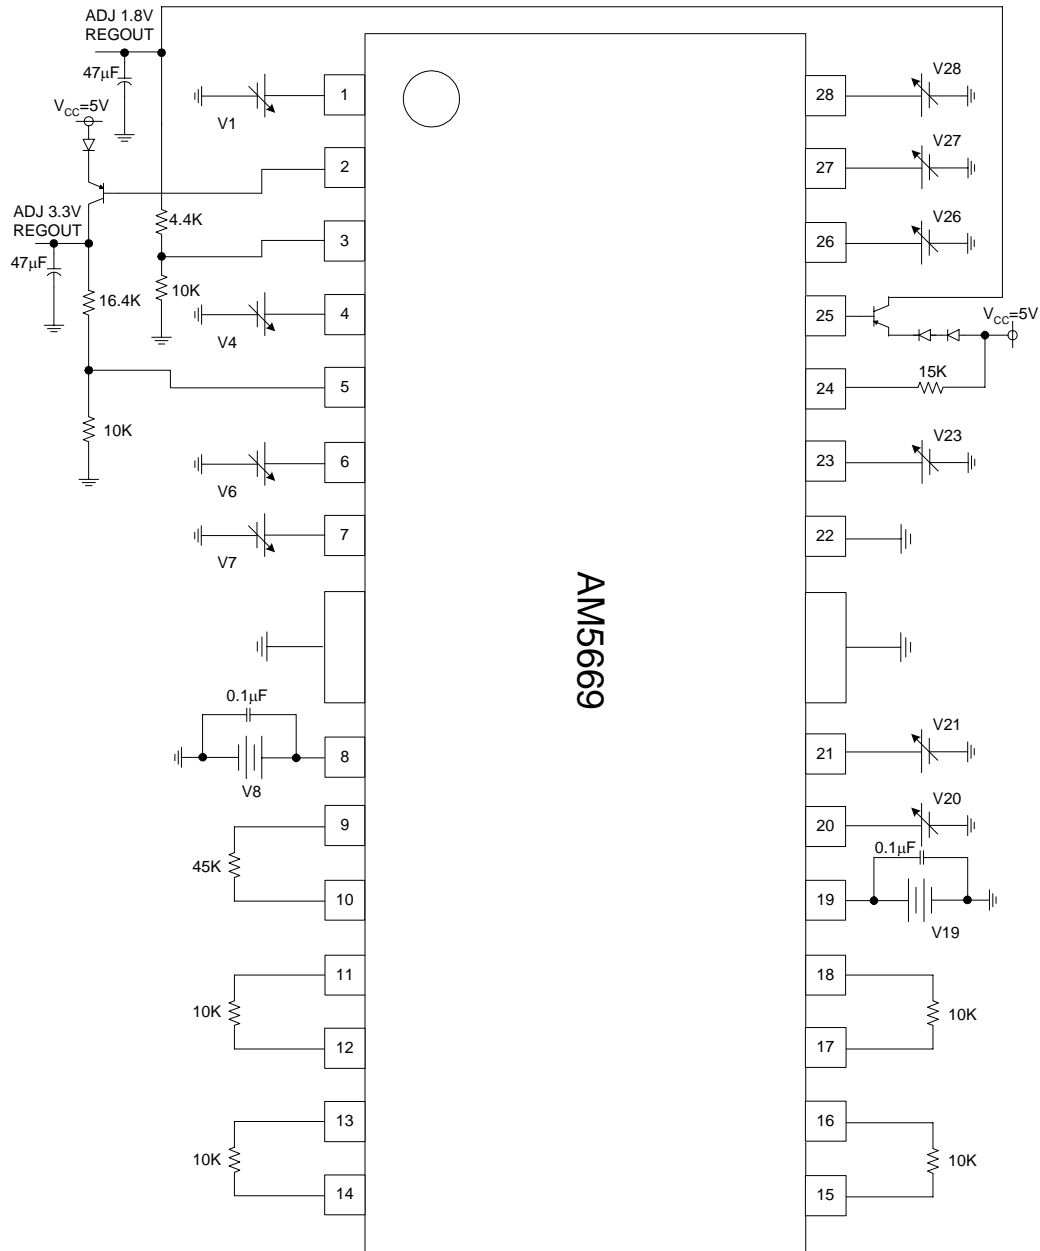 ADJ 1.8V
REGOUT
47μF
VCC=5V
V1
1
2
ADJ 3.3V
REGOUT
4.4K
3
47μF
16.4K
10K
V4
4
5
10K
V6
6
V7
7
0.1μF
V8
8
9
45K
10
11
10K
12
13
10K
14
AM5669
28
V28
27
V27
26
V26
25
VCC=5V
15K
24
23
V23
22
21
V21
20
V20
0.1μF
19
V19
18
10K
17
16
10K
15